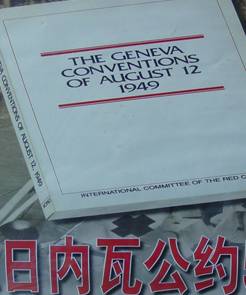 THE GENEVA
CONVENTIONS
OF AUGUST 12
1949
INTERNATIONAL COMMITTEE OF THE RED
CONVENTIONS OF AUGUST 12, 1949
日内瓦公约